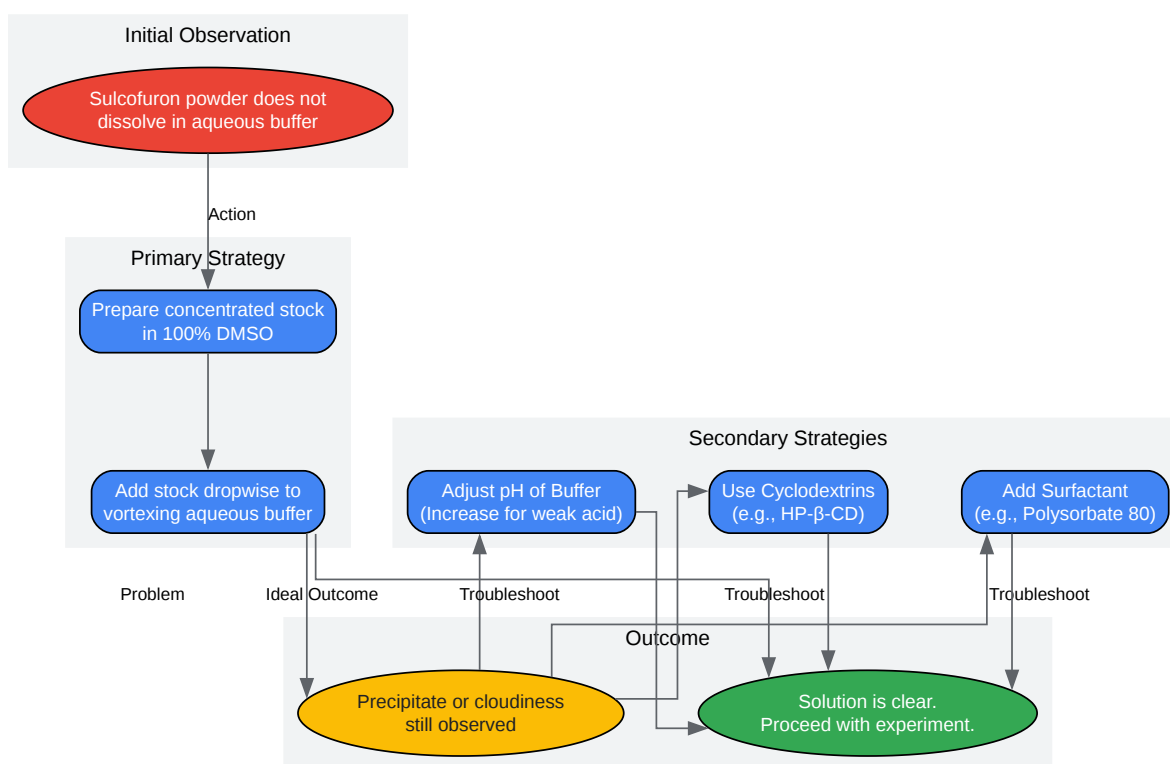 Initial Observation
Sulcofuron powder does not
dissolve in aqueous buffer
Action
Primary Strategy
Prepare concentrated stock
in 100% DMSO
Secondary Strategies
Add stock dropwise to
vortexing aqueous buffer
Adjust pH of Buffer
(Increase for weak acid)
Use Cyclodextrins
(e.g., HP-β-CD)
Add Surfactant
(e.g., Polysorbate 80)
Problem
Ideal Outcome
Troubleshoot
Troubleshoot
Troubleshoot
Outcome
Precipitate or cloudiness
still observed
Solution is clear.
Proceed with experiment.